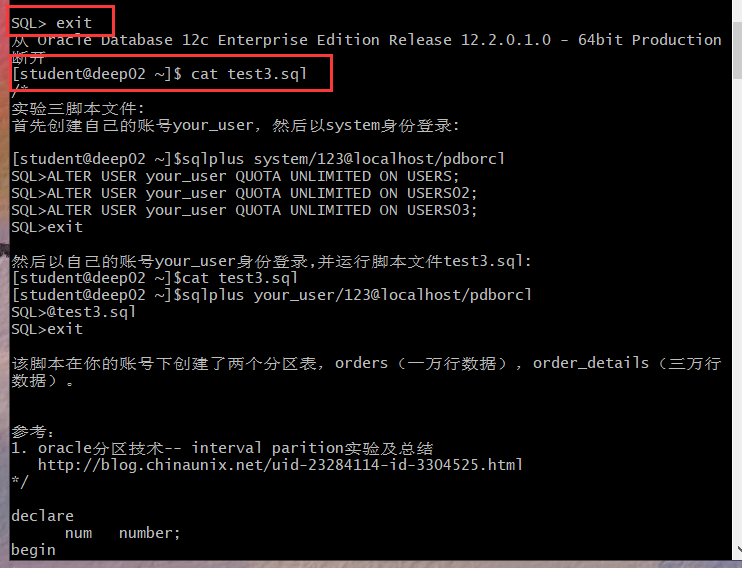 SQL> exit
从 Oracle Database 12c Enterprise Edition Release 12.2.0.1.0 - 64bit Production
断开
[student@deep02 ~]$ cat test3.sql
/*
实验三脚本文件:
首先创建自己的账号your_user，然后以system身份登录:
[student@deep02 ~]$sqlplus system/123@localhost/pdborcl
SQL>ALTER USER your_user QUOTA UNLIMITED ON USERS;
SQL>ALTER USER your_user QUOTA UNLIMITED ON USERS02;
SQL>ALTER USER your_user QUOTA UNLIMITED ON USERS03;
SQL>exit
然后以自己的账号your_user身份登录,并运行脚本文件test3.sql:
[student@deep02 ~]$cat test3.sql
[student@deep02 ~]$sqlplus your_user/123@localhost/pdborcl
SQL>@test3.sql
SQL>exit
该脚本在你的账号下创建了两个分区表，orders（一万行数据），order_details（三万行
数据）。
参考：
1. oracle分区技术-- interval parition实验及总结
http://blog.chinaunix.net/uid-23284114-id-3304525.html
*/
declare
num number;
begin